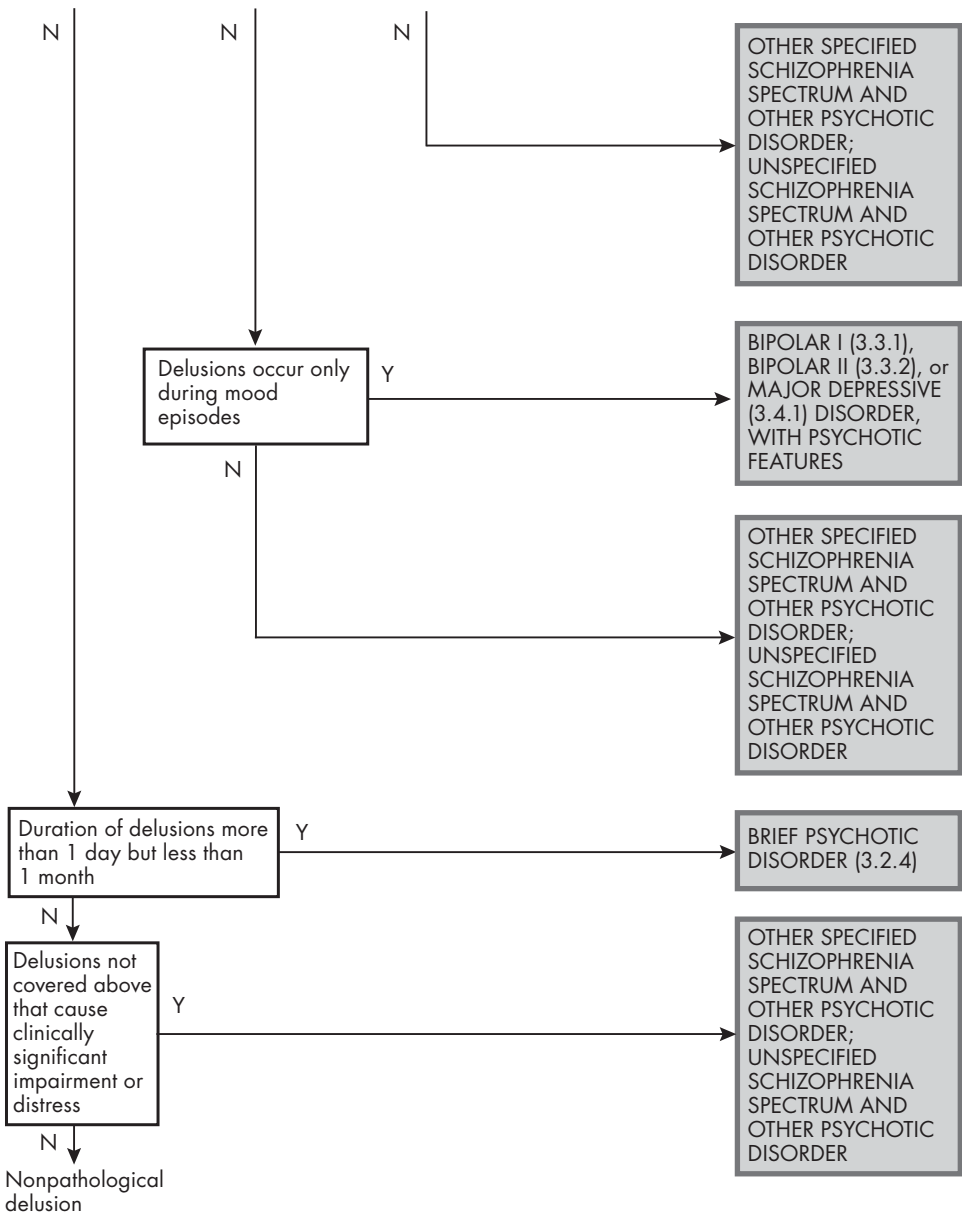 N
N
N
OTHER SPECIFIED
SCHIZOPHRENIA
SPECTRUM AND
OTHER PSYCHOTIC
DISORDER;
UNSPECIFIED
SCHIZOPHRENIA
SPECTRUM AND
OTHER PSYCHOTIC
DISORDER
Delusions occur only
during mood
episodes
Y
BIPOLAR I (3.3.1),
BIPOLAR II (3.3.2), or
MAJOR DEPRESSIVE
(3.4.1) DISORDER,
WITH PSYCHOTIC
FEATURES
N
OTHER SPECIFIED
SCHIZOPHRENIA
SPECTRUM AND
OTHER PSYCHOTIC
DISORDER;
UNSPECIFIED
SCHIZOPHRENIA
SPECTRUM AND
OTHER PSYCHOTIC
DISORDER
Duration of delusions more
than 1 day but less than
1 month
Y
BRIEF PSYCHOTIC
DISORDER (3.2.4)
N
Delusions not
covered above
that cause
clinically
significant
impairment or
distress
Y
OTHER SPECIFIED
SCHIZOPHRENIA
SPECTRUM AND
OTHER PSYCHOTIC
DISORDER;
UNSPECIFIED
SCHIZOPHRENIA
SPECTRUM AND
OTHER PSYCHOTIC
DISORDER
N
Nonpathological
delusion